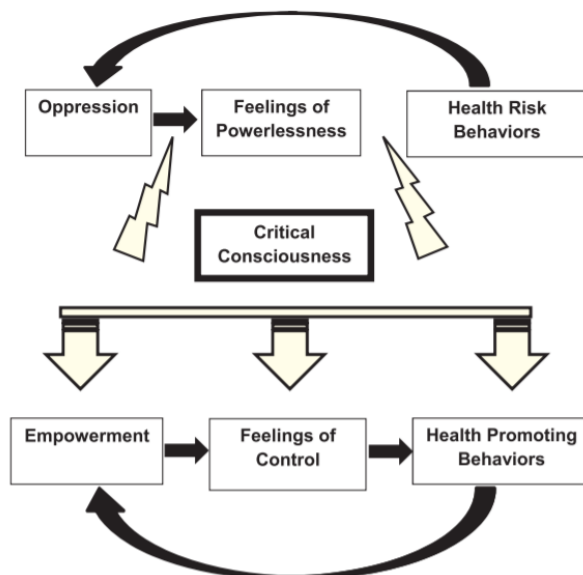 Oppression
Feelings of
Powerlessness
Health Risk
Behaviors
Critical
Consciousness
Empowerment
Feelings of
Control
Health Promoting
Behaviors